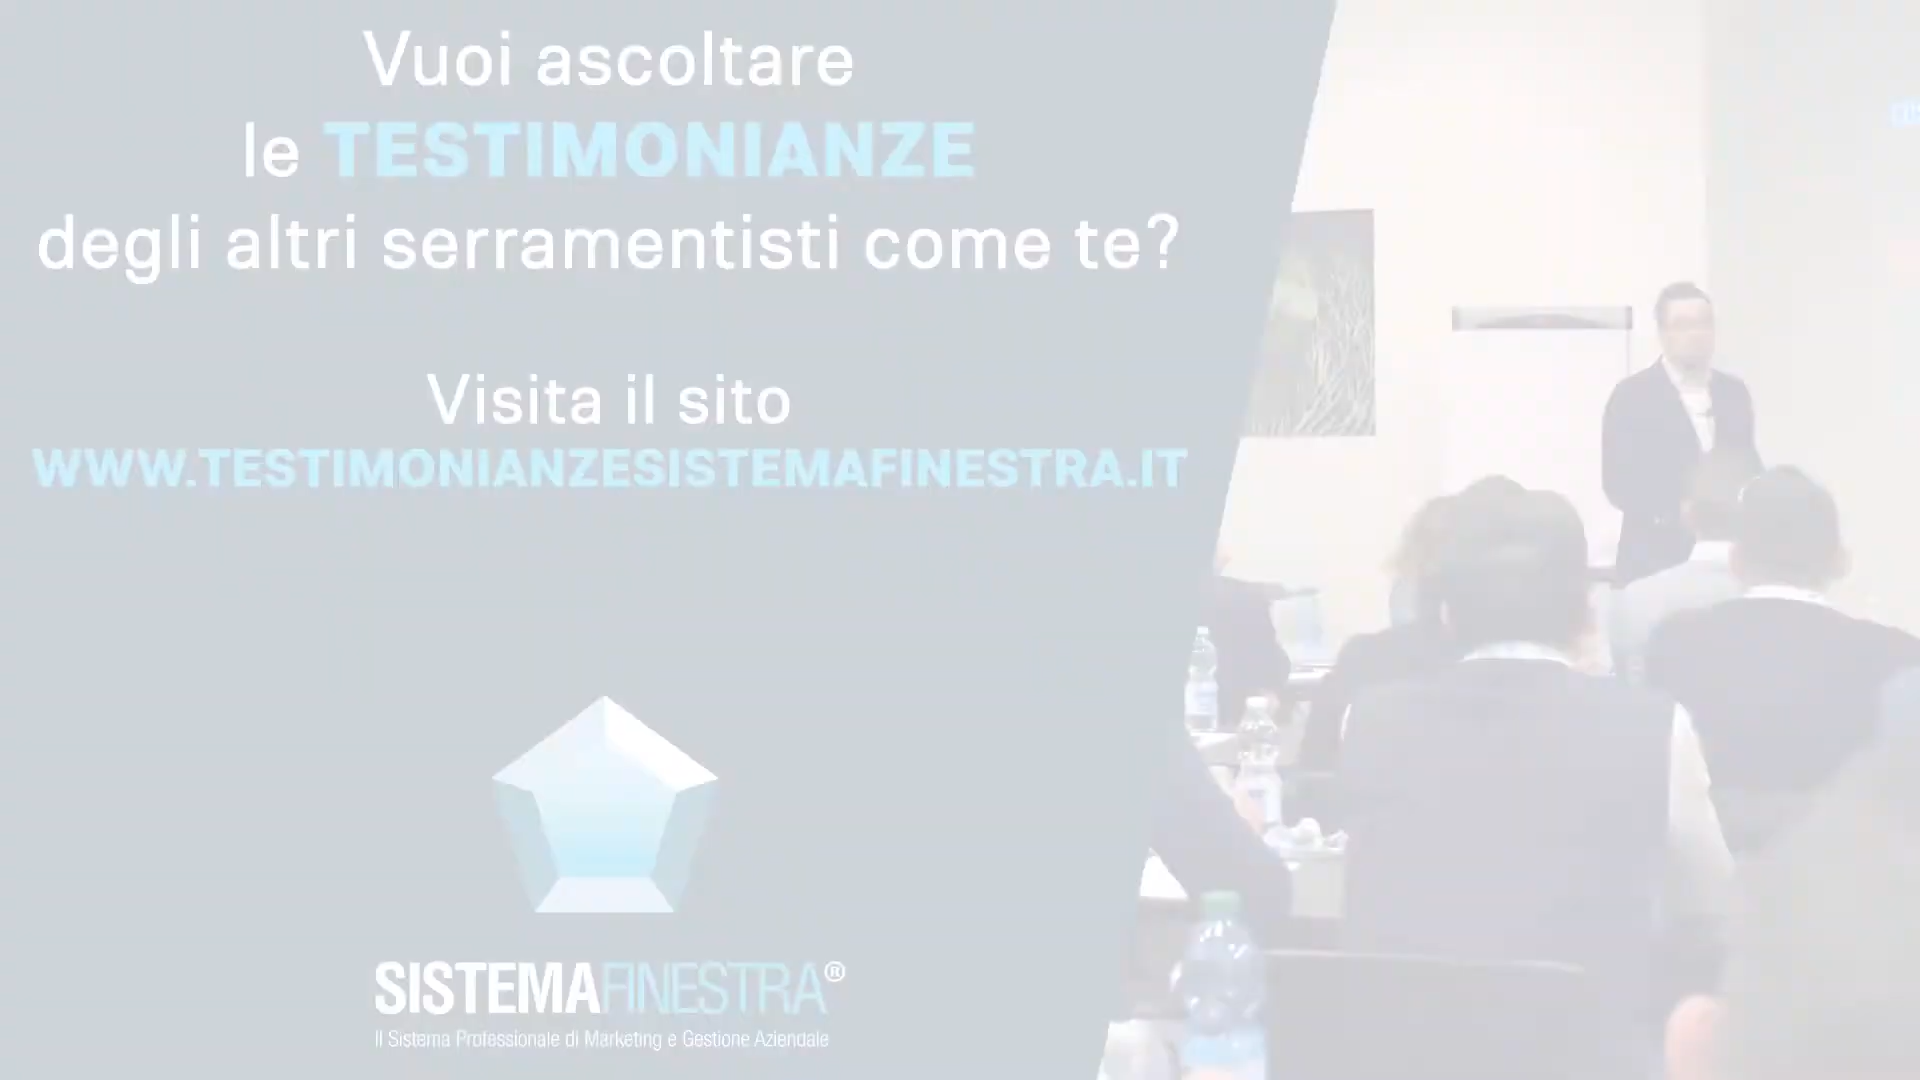 Vuoi ascoltare
le TESTIMONIANZE
degli altri serramentisti come te?
Visita il sito
WWW.TESTIMONIANZESISTEMAFINESTRA.IT
SISTEMAFINESTRA®
Il Sistema Professionale di Marketing e Gestione Aziendale